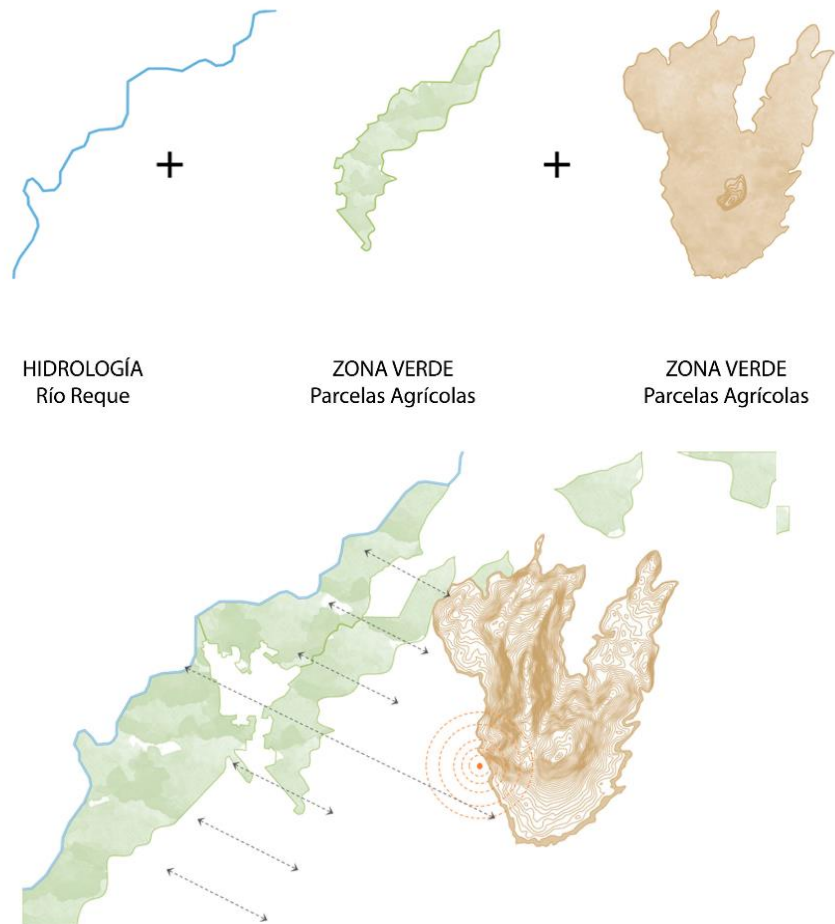 HIDROLOGÍA
Río Reque
ZONA VERDE
Parcelas Agrícolas
ZONA VERDE
Parcelas Agrícolas